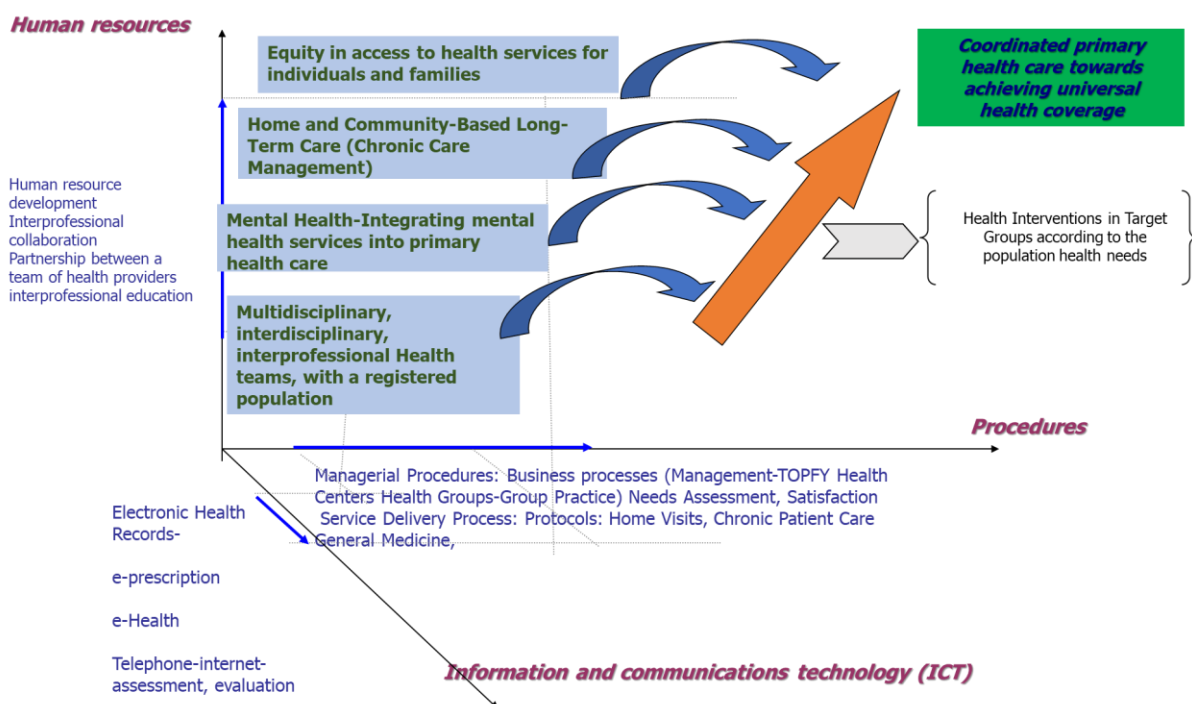 Human resources
Equity in access to health services for
individuals and families
Coordinated primary
health care towards
achieving universal
health coverage
Home and Community-Based Long-
Term Care (Chronic Care
Management)
Human resource
development
Interprofessional
collaboration
Partnership between a
team of health providers
interprofessional education
Mental Health-Integrating mental
health services into primary
health care
Health Interventions in Target
Groups according to the
population health needs
Multidisciplinary,
interdisciplinary,
interprofessional Health
teams, with a registered
population
Procedures
Managerial Procedures: Business processes (Management-TOPFY Health
Centers Health Groups-Group Practice) Needs Assessment, Satisfaction
Service Delivery Process: Protocols: Home Visits, Chronic Patient Care
General Medicine,
Electronic Health
Records-
e-prescription
e-Health
Telephone-internet-
assessment, evaluation
Information and communications technology (ICT)